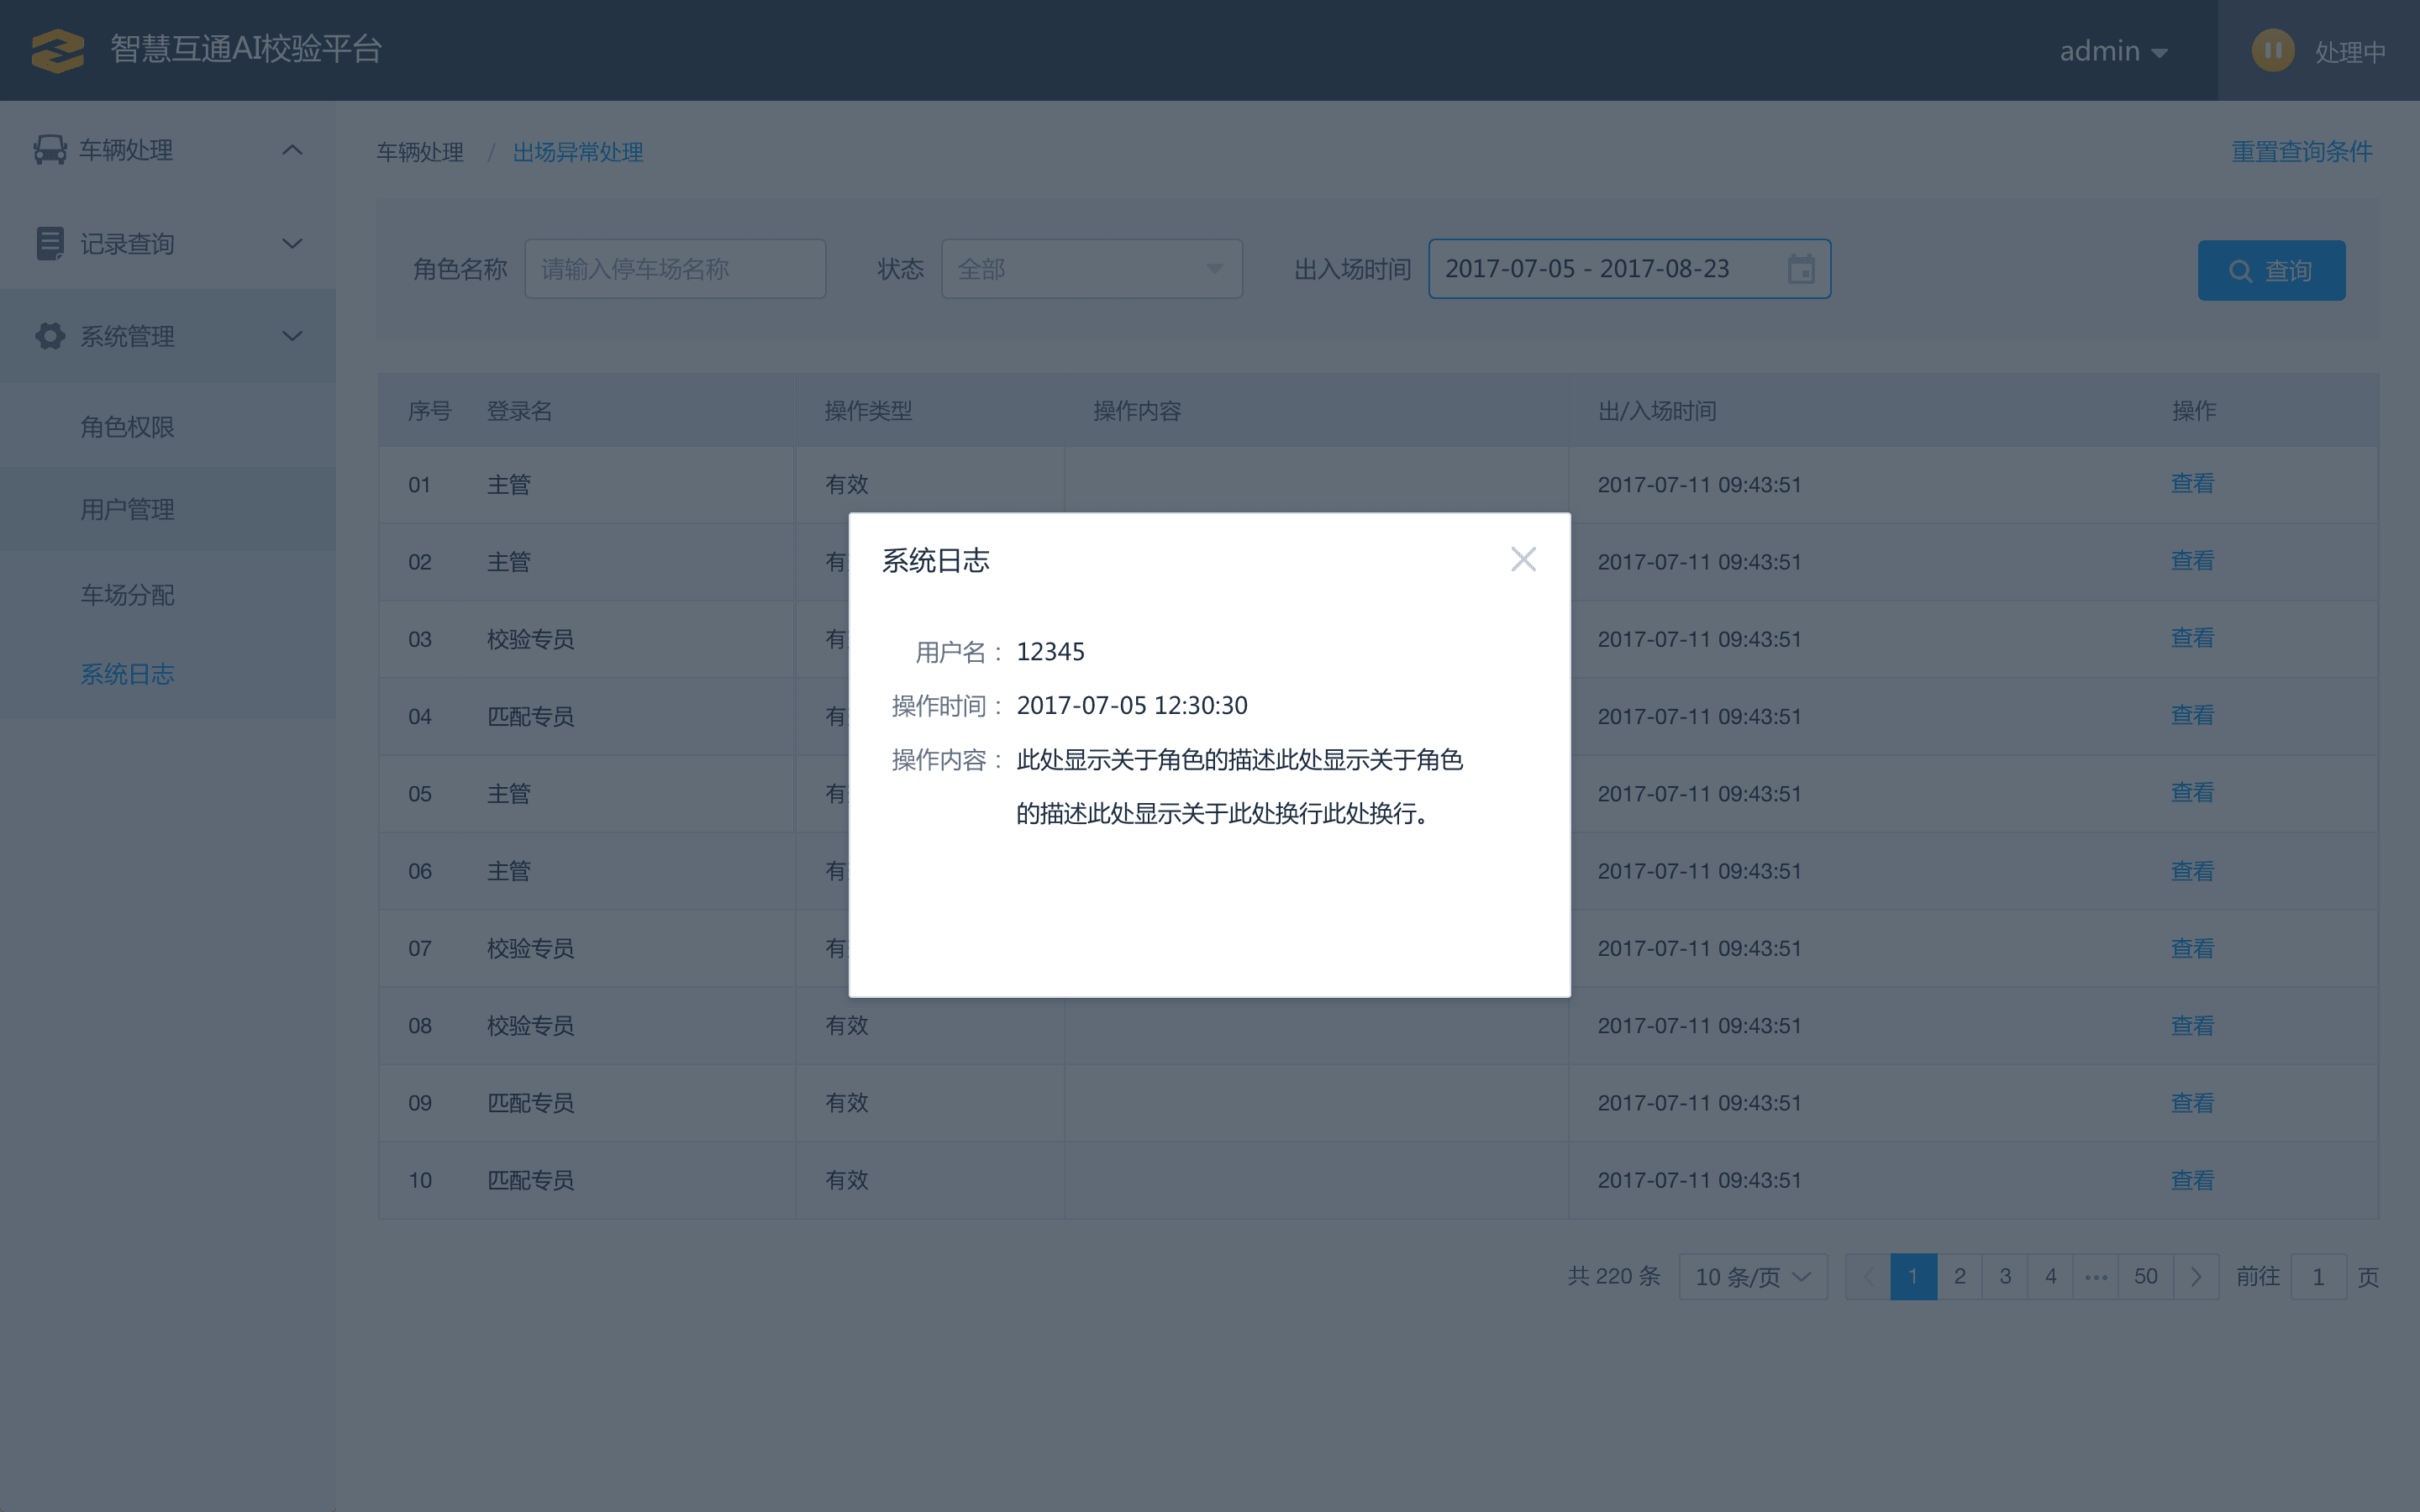 智慧互通AI校验平台
admin
处理中
车辆处理
记录查询
系统管理
角色权限
用户管理
车场分配
系统日志
车辆处理 / 出场异常处理
重置查询条件
角色名称 请输入停车场名称 状态 全部 出入场时间 2017-07-05 - 2017-08-23 查询
序号 登录名 操作类型 操作内容 出/入场时间 操作
01 主管 有效 2017-07-11 09:43:51 查看
02 主管 有 2017-07-11 09:43:51 查看
03 校验专员 有 2017-07-11 09:43:51 查看
04 匹配专员 有 2017-07-11 09:43:51 查看
05 主管 有 2017-07-11 09:43:51 查看
06 主管 有 2017-07-11 09:43:51 查看
07 校验专员 有 2017-07-11 09:43:51 查看
08 校验专员 有效 2017-07-11 09:43:51 查看
09 匹配专员 有效 2017-07-11 09:43:51 查看
10 匹配专员 有效 2017-07-11 09:43:51 查看
系统日志
用户名： 12345
操作时间： 2017-07-05 12:30:30
操作内容： 此处显示关于角色的描述此处显示关于角色
的描述此处显示关于此处换行此处换行。
共 220 条 10 条/页 1 2 3 4 ••• 50 前往 1 页